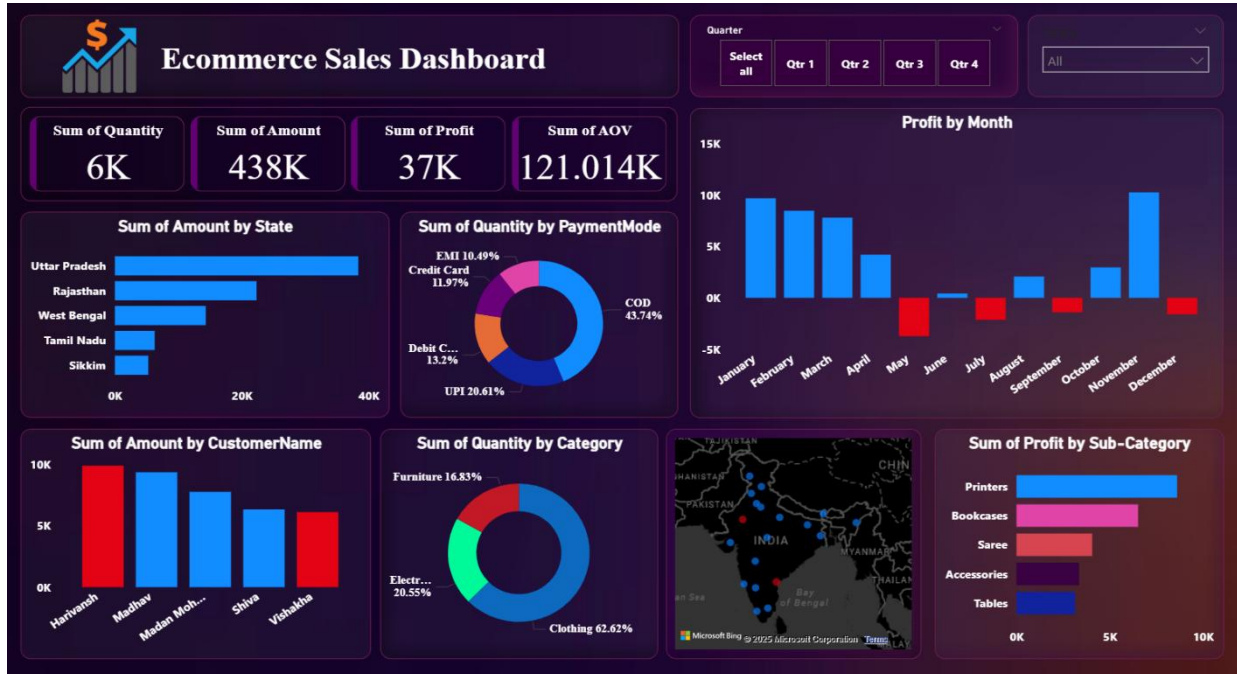 $
Ecommerce Sales Dashboard
Quarter
Select all
Qtr 1
Qtr 2
Qtr 3
Qtr 4
All
Sum of Quantity
6K
Sum of Amount
438K
Sum of Profit
37K
Sum of AOV
121.014K
Profit by Month
15K
10K
5K
0K
-5K
January
February
March
April
May
June
July
August
September
October
November
December
Sum of Amount by State
Uttar Pradesh
Rajasthan
West Bengal
Tamil Nadu
Sikkim
0K
20K
40K
Sum of Quantity by PaymentMode
EMI 10.49%
Credit Card
11.97%
COD
43.74%
Debit C...
13.2%
UPI 20.61%
Sum of Amount by CustomerName
10K
5K
0K
Harivansh
Madhav
Madan Moh...
Shiva
Vishakha
Sum of Quantity by Category
Furniture 16.83%
Electr...
20.55%
Clothing 62.62%
TAJIKISTAN
CHIN
HANISTAN
PAKISTAN
INDIA
MYANMAR
THAILAN
an Sea
Bay
of Bengal
Microsoft Bing
© 2025 Microsoft Corporation
Terms
ALAY
Sum of Profit by Sub-Category
Printers
Bookcases
Saree
Accessories
Tables
0K
5K
10K